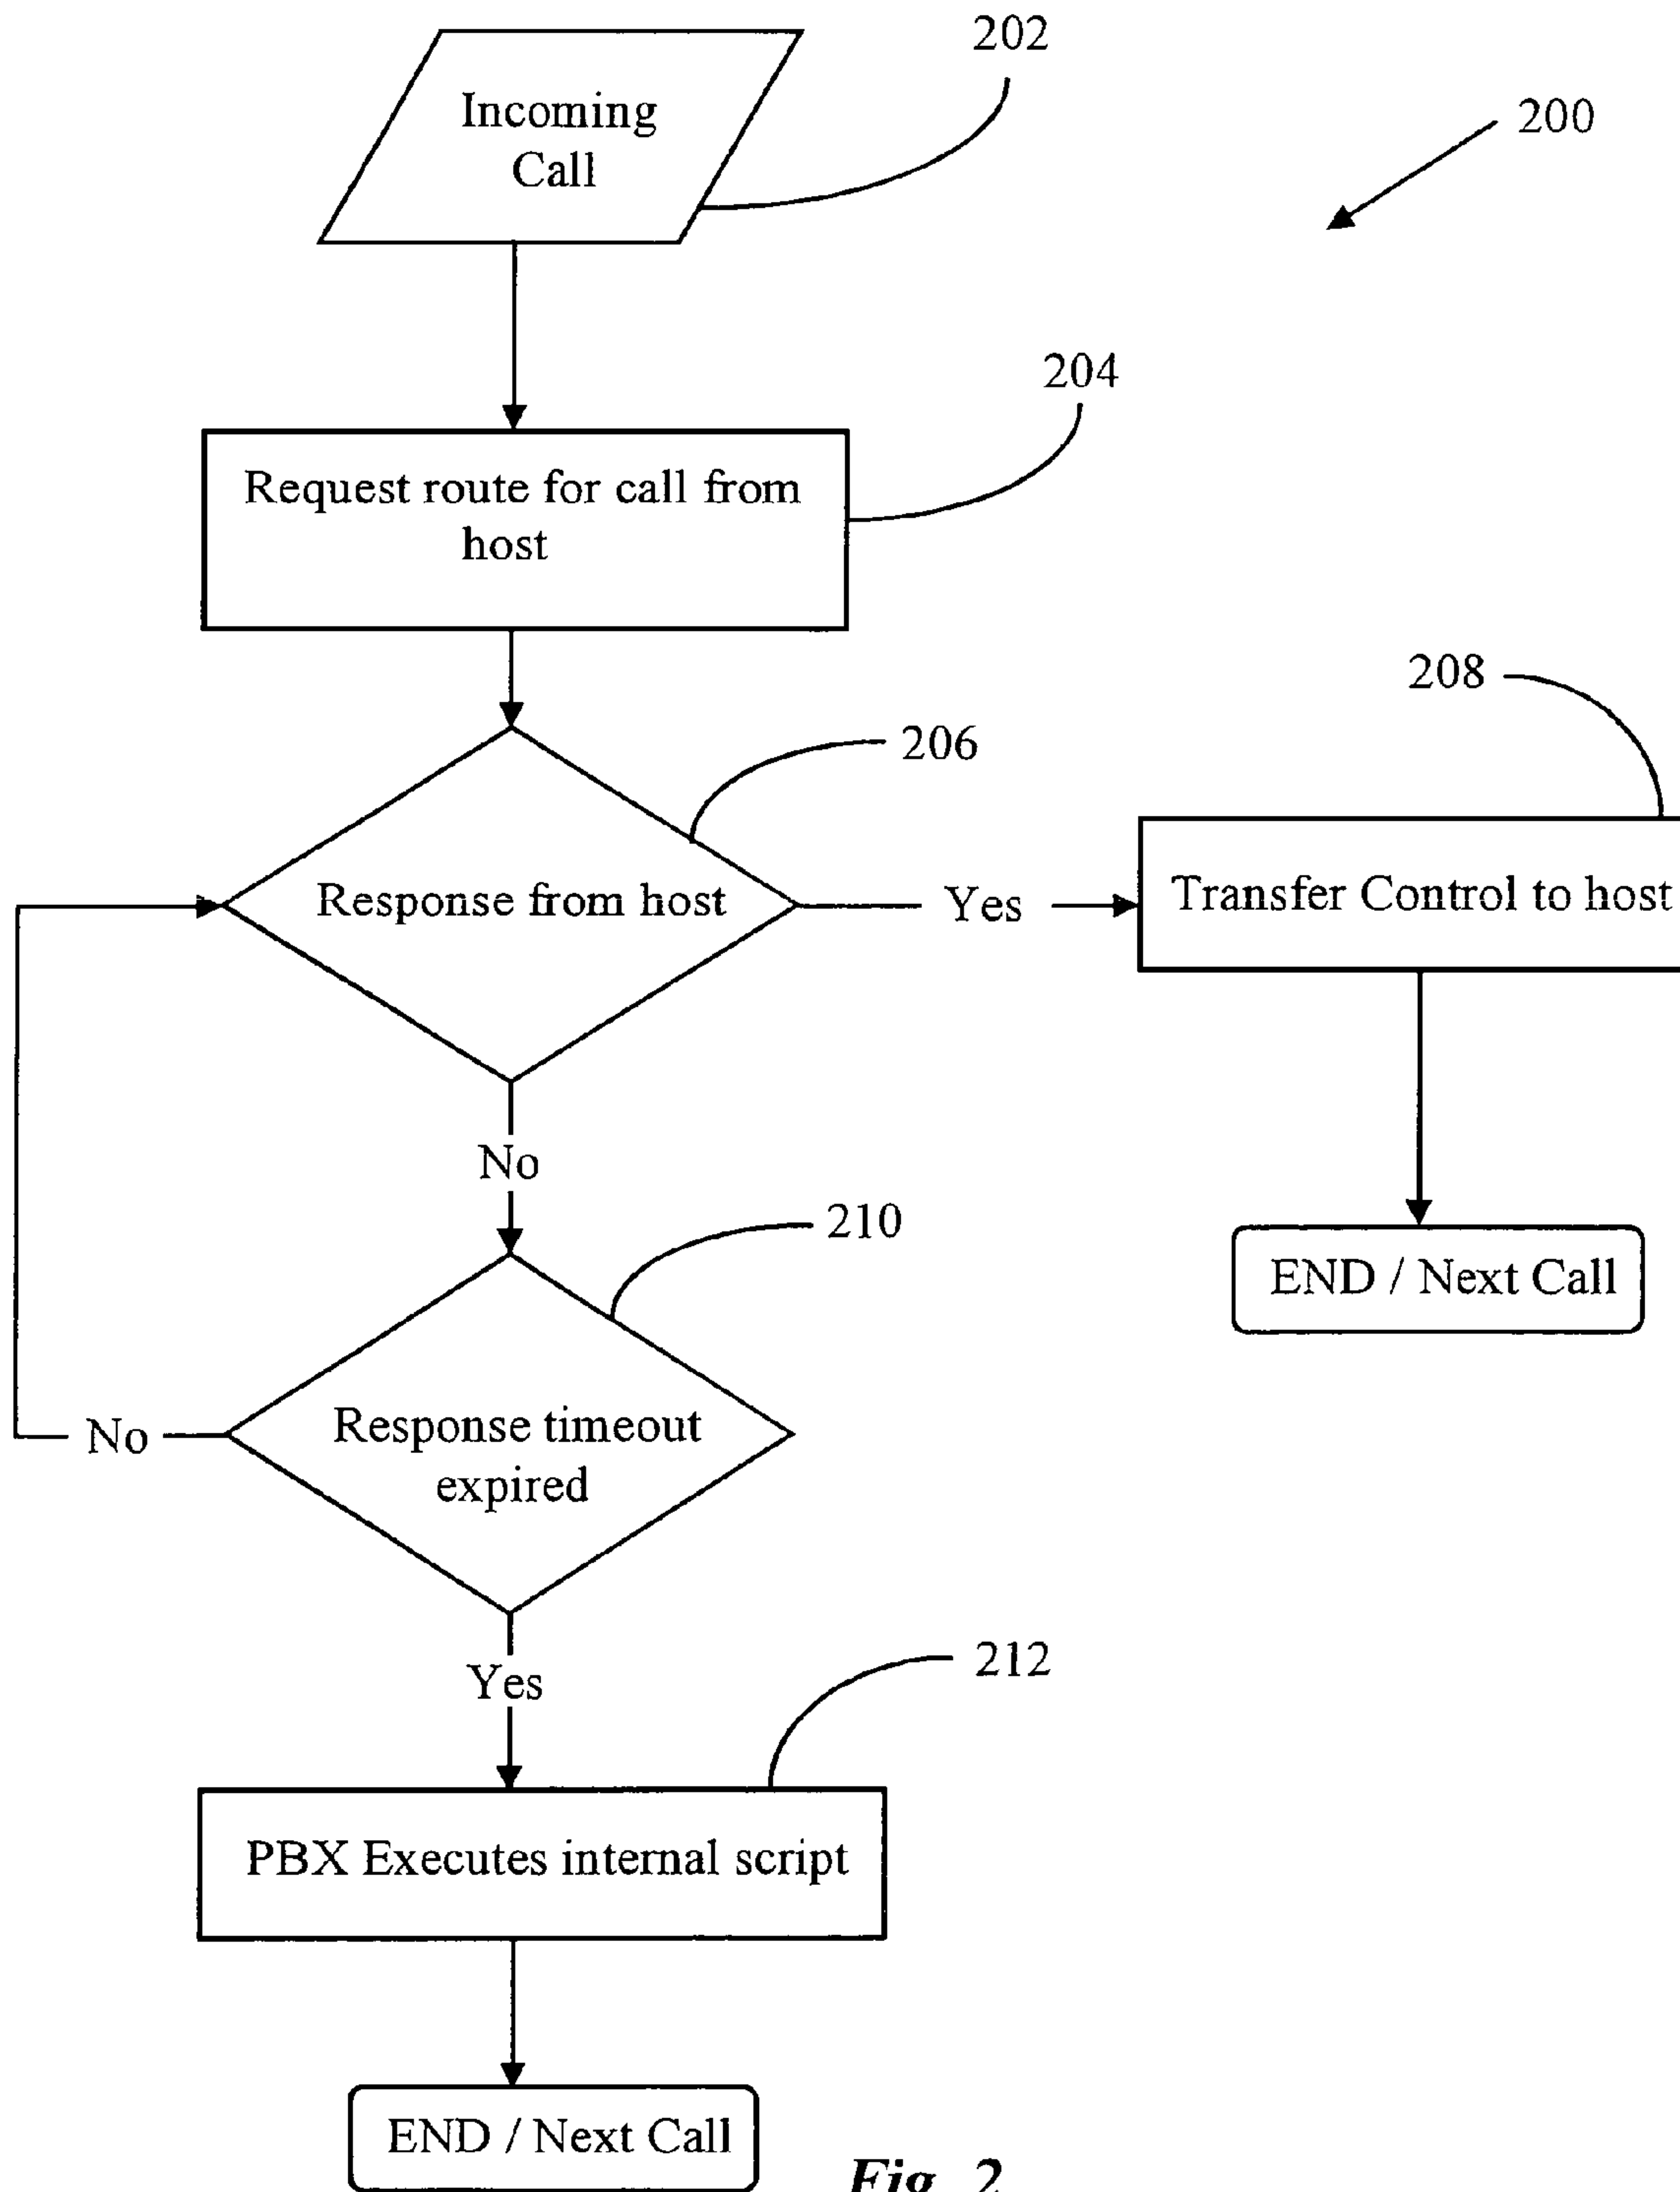 202
200
Incoming
Call
204
Request route for call from
host
208
206
Response from host
Yes
Transfer Control to host
No
210
END / Next Call
No
Response timeout
expired
Yes
212
PBX Executes internal script
END / Next Call
Fig. 2